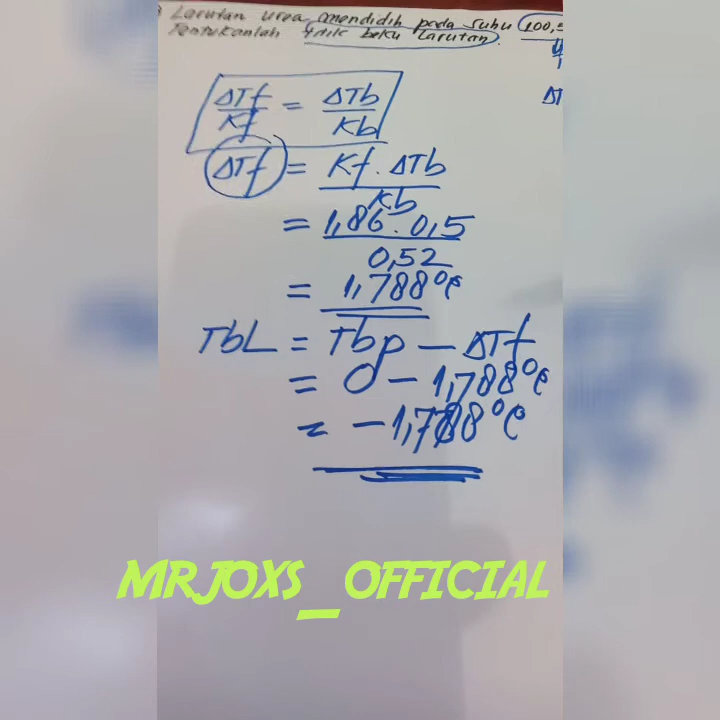 Larutan urea mendidih pada suhu 100,5
Tentukanlah titik beku larutan.
ΔT
ΔTf/Kf = ΔTb/Kb
ΔTf = Kf . ΔTb/Kb
= 1,86 . 0,5/0,52
= 1,788°C
TbL = Tbp - ΔTf
= 0 - 1,788°C
= -1,788°C
MRJOXS_OFFICIAL